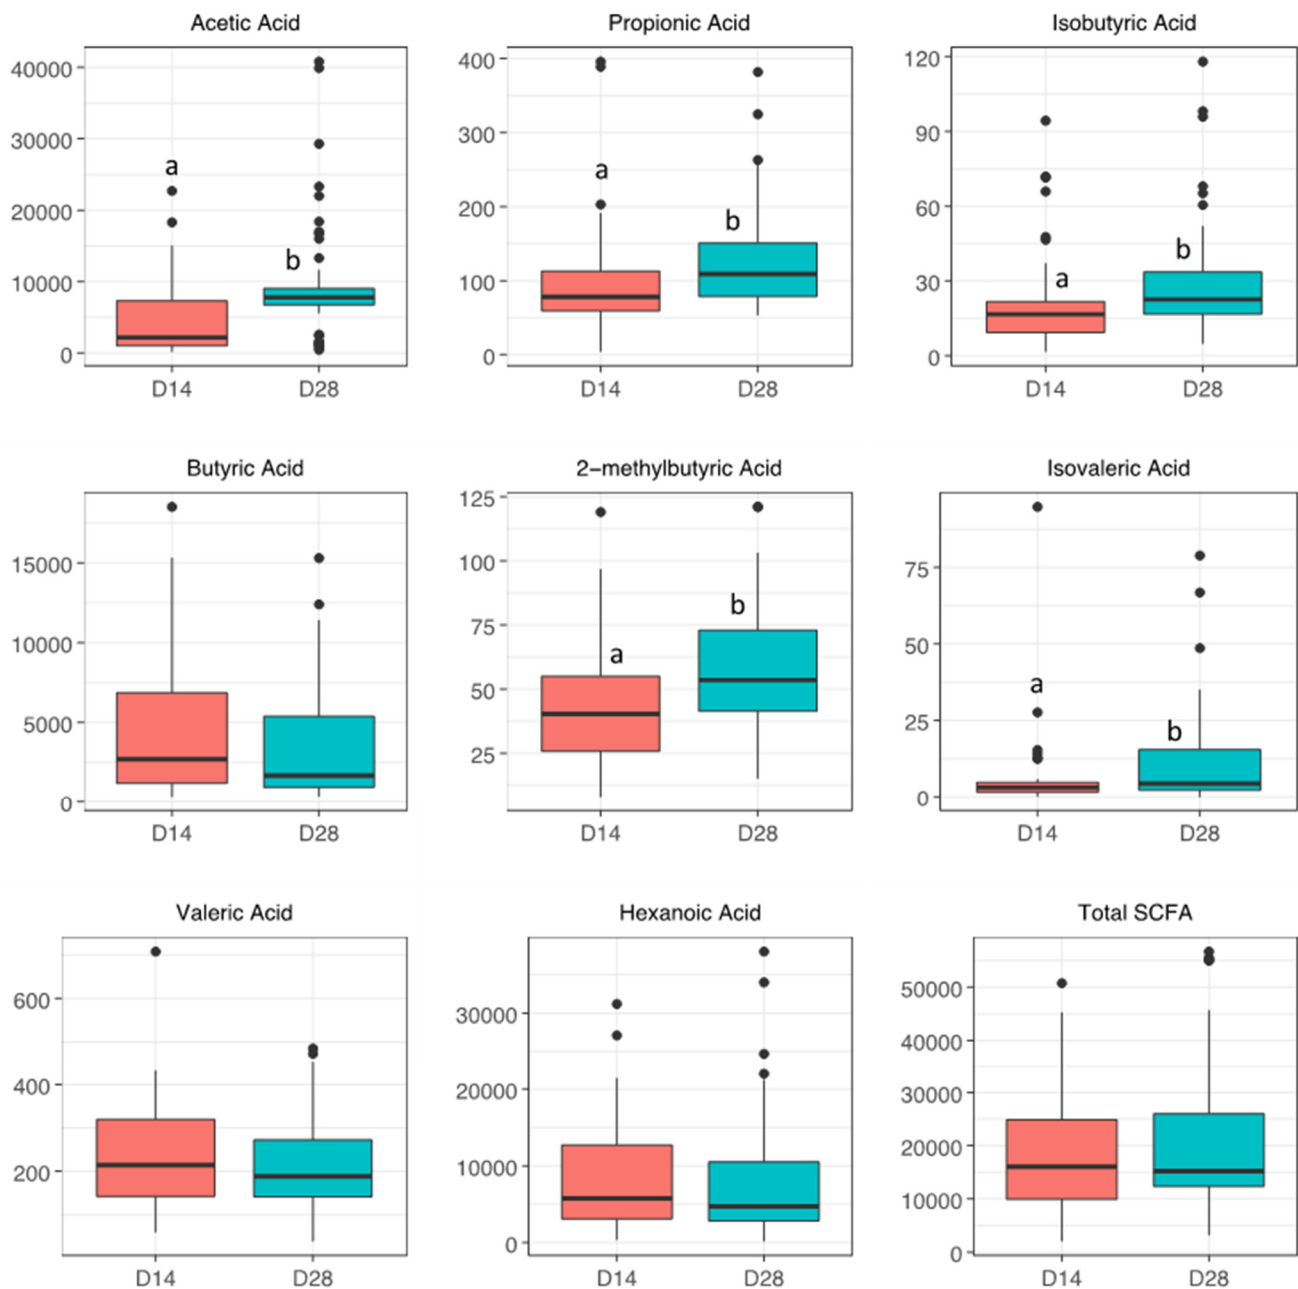 Acetic Acid
40000
30000
20000
10000
0
a
b
D14 D28
Propionic Acid
400
300
200
100
0
a
b
D14 D28
Isobutyric Acid
120
90
60
30
0
a
b
D14 D28
Butyric Acid
15000
10000
5000
0
D14 D28
2−methylbutyric Acid
125
100
75
50
25
a
b
D14 D28
Isovaleric Acid
75
50
25
0
a
b
D14 D28
Valeric Acid
600
400
200
D14 D28
Hexanoic Acid
30000
20000
10000
0
D14 D28
Total SCFA
50000
40000
30000
20000
10000
0
D14 D28